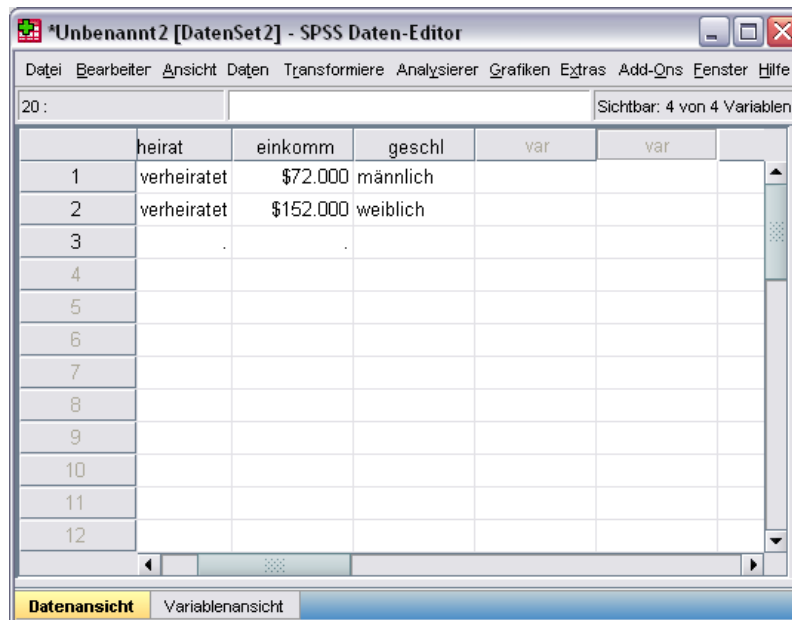 *Unbenannt2 [DatenSet2] - SPSS Daten-Editor
Datei Bearbeiter Ansicht Daten Transformiere Analysierer Grafiken Extras Add-Ons Fenster Hilfe
20 : Sichtbar: 4 von 4 Variablen
heirat einkomm geschl var var
1 verheiratet $72.000 männlich
2 verheiratet $152.000 weiblich
3 . .
4
5
6
7
8
9
10
11
12
Datenansicht Variablenansicht